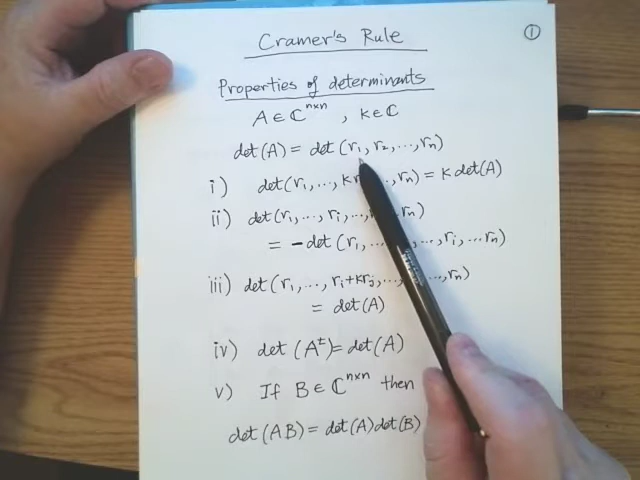 Cramer's Rule
①
Properties of determinants
A ∈ ℂⁿˣⁿ , k ∈ ℂ
det (A) = det (r₁, r₂, ..., rₙ)
i) det(r₁, ..., kr .., rₙ) = k det(A)
ii) det(r₁, ..., rᵢ, ..., rₙ)
= -det (r₁, ... ..., rᵢ, ... rₙ)
iii) det(r₁, ..., rᵢ+krⱼ, ... ..., rₙ)
= det(A)
iv) det (Aᵗ) = det(A)
v) If B ∈ ℂⁿˣⁿ then
det (AB) = det(A)det(B)